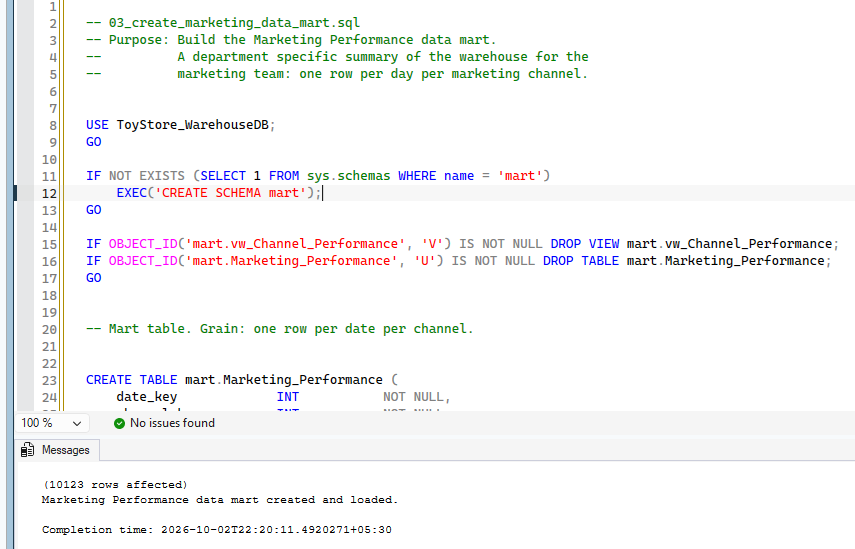 1
2 -- 03_create_marketing_data_mart.sql
3 -- Purpose: Build the Marketing Performance data mart.
4 --          A department specific summary of the warehouse for the
5 --          marketing team: one row per day per marketing channel.
6
7
8 USE ToyStore_WarehouseDB;
9 GO
10
11 IF NOT EXISTS (SELECT 1 FROM sys.schemas WHERE name = 'mart')
12     EXEC('CREATE SCHEMA mart');
13 GO
14
15 IF OBJECT_ID('mart.vw_Channel_Performance', 'V') IS NOT NULL DROP VIEW mart.vw_Channel_Performance;
16 IF OBJECT_ID('mart.Marketing_Performance', 'U') IS NOT NULL DROP TABLE mart.Marketing_Performance;
17 GO
18
19
20 -- Mart table. Grain: one row per date per channel.
21
22
23 CREATE TABLE mart.Marketing_Performance (
24     date_key             INT           NOT NULL,
100 % No issues found
Messages
(10123 rows affected)
Marketing Performance data mart created and loaded.
Completion time: 2026-10-02T22:20:11.4920271+05:30